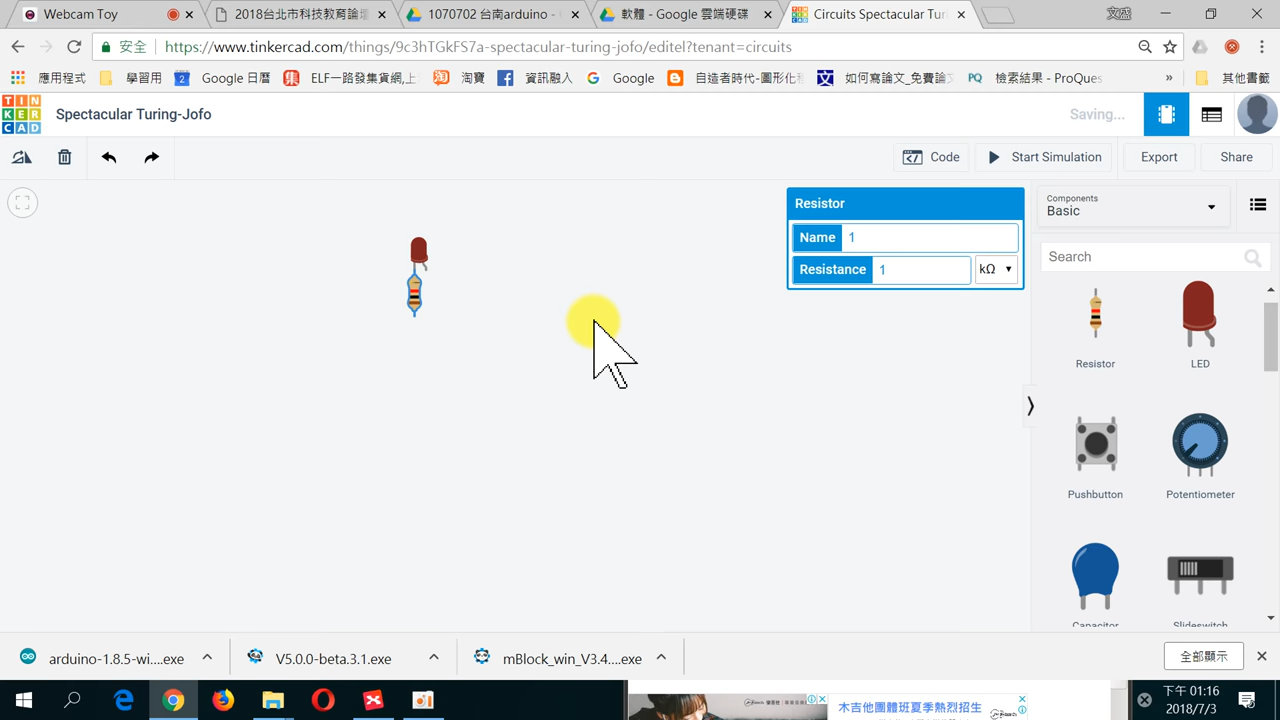 Webcam Toy
2018台北市科技教育論壇
1070702 台南arduino -
軟體 - Google 雲端硬碟
Circuits Spectacular Turi
文盛
安全
https://www.tinkercad.com/things/9c3hTGkFS7a-spectacular-turing-jofo/editel?tenant=circuits
應用程式
學習用
2
Google 日曆
集
ELF一路發集貨網,上
淘
淘寶
資訊融入
Google
自造者時代-圖形化程
文
如何寫論文_免費論文
PQ
檢索結果 - ProQues
»
其他書籤
TIN
KER
CAD
Spectacular Turing-Jofo
Saving...
Code
Start Simulation
Export
Share
Resistor
Name 1
Resistance 1 kΩ
Components
Basic
Search
Resistor
LED
Pushbutton
Potentiometer
Capacitor
Slideswitch
arduino-1.8.5-wi....exe
V5.0.0-beta.3.1.exe
mBlock_win_V3.4....exe
全部顯示
木吉他團體班夏季熱烈招生
下午 01:16
2018/7/3